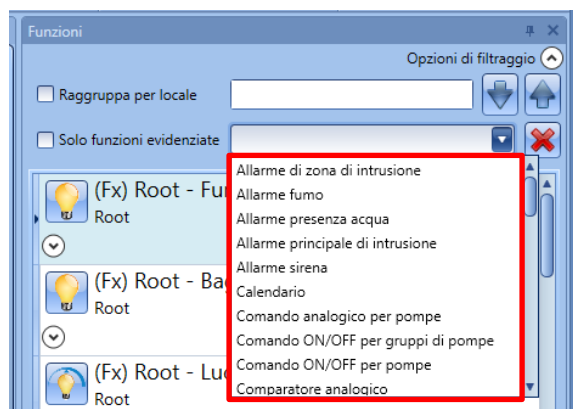 Funzioni
Opzioni di filtraggio
Raggruppa per locale
Solo funzioni evidenziate
Allarme di zona di intrusione
Allarme fumo
Allarme presenza acqua
Allarme principale di intrusione
Allarme sirena
Calendario
Comando analogico per pompe
Comando ON/OFF per gruppi di pompe
Comando ON/OFF per pompe
Comparatore analogico
(Fx) Root - Fu
Root
(Fx) Root - Ba
Root
(Fx) Root - Lu
Root